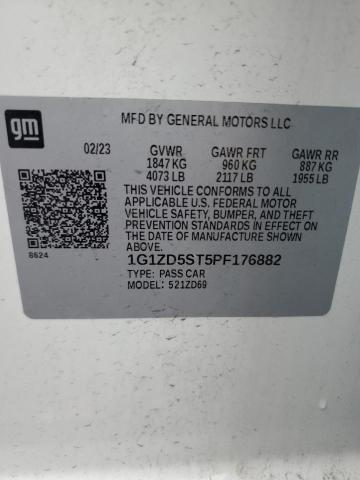 gm
MFD BY GENERAL MOTORS LLC
02/23 GVWR GAWR FRT GAWR RR
1847 KG 960 KG 887 KG
4073 LB 2117 LB 1955 LB
THIS VEHICLE CONFORMS TO ALL
APPLICABLE U.S. FEDERAL MOTOR
VEHICLE SAFETY, BUMPER, AND THEFT
PREVENTION STANDARDS IN EFFECT ON
THE DATE OF MANUFACTURE SHOWN
ABOVE.
8624
1G1ZD5ST5PF176882
TYPE: PASS CAR
MODEL: 521ZD69